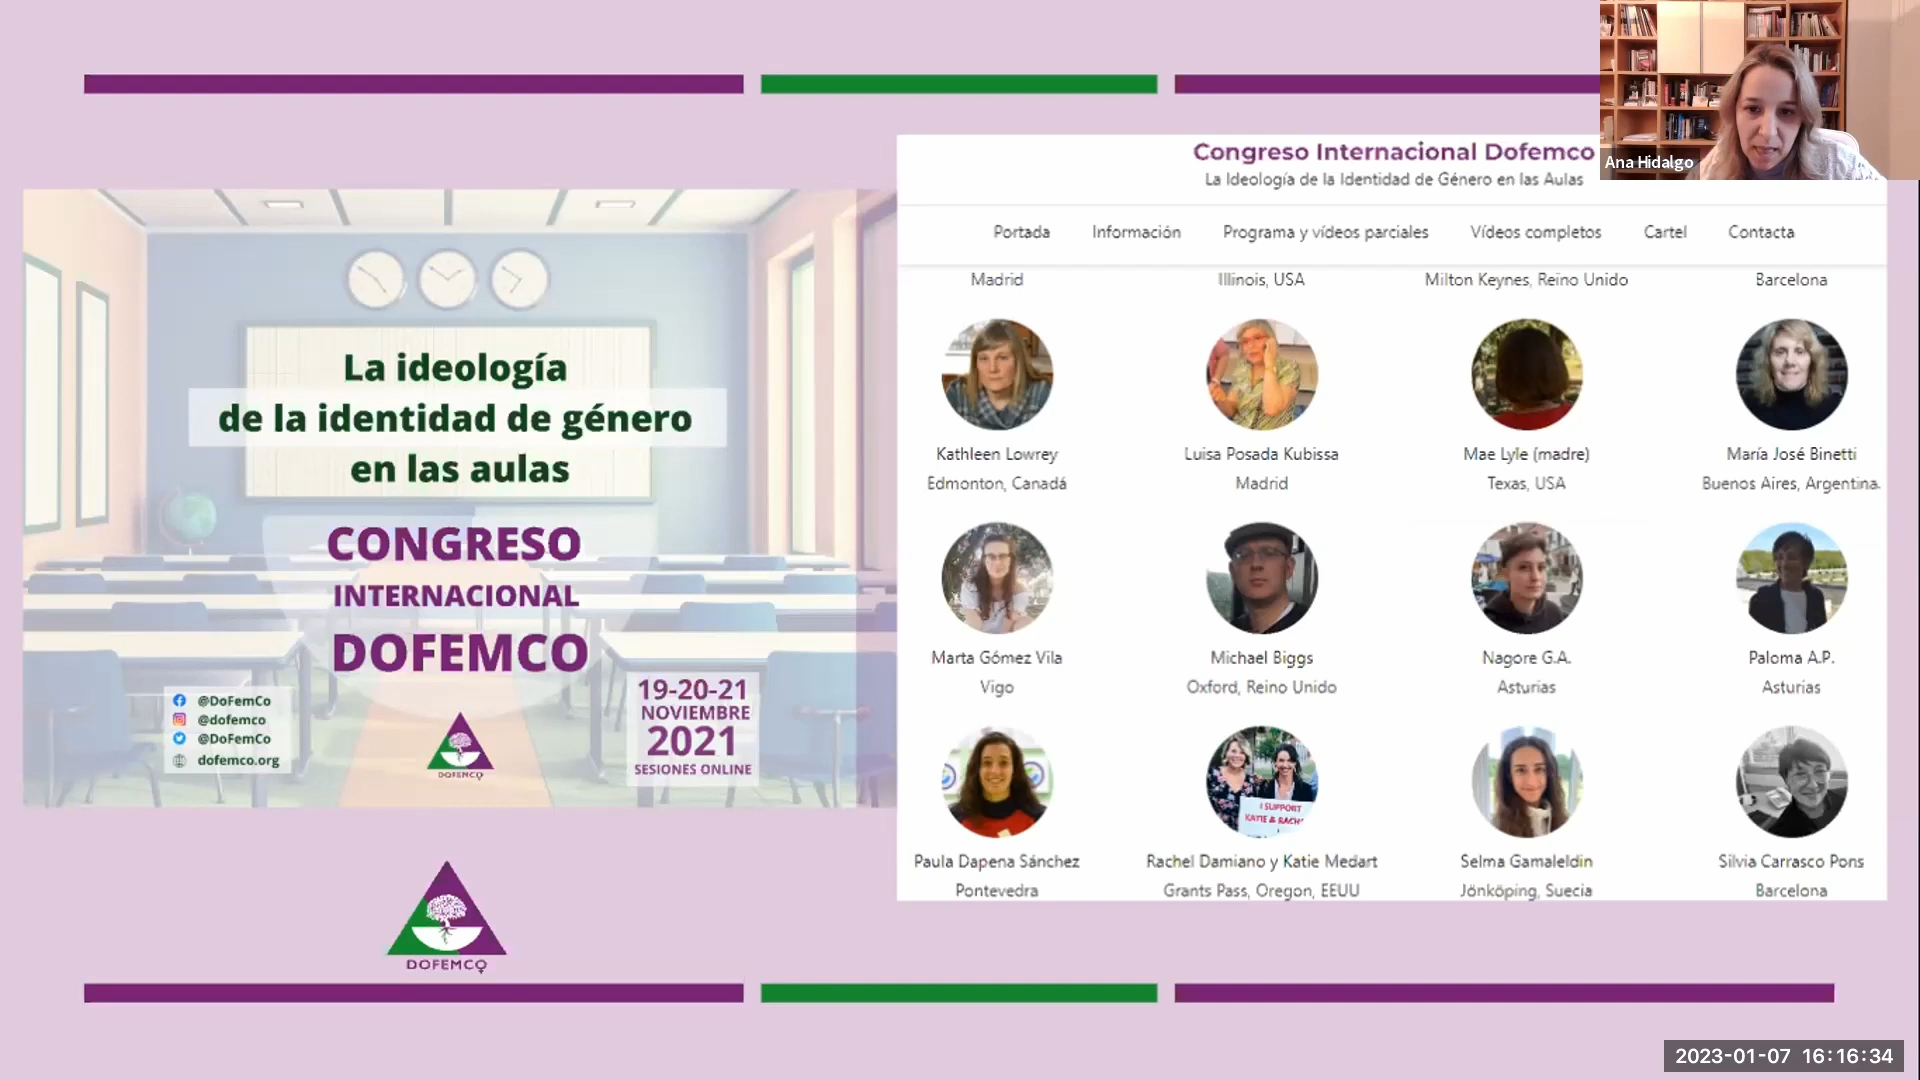 La ideología
de la identidad de género
en las aulas
CONGRESO
INTERNACIONAL
DOFEMCO
@DoFemCo
@dofemco
@DoFemCo
dofemco.org
DOFEMCO
19-20-21
NOVIEMBRE
2021
SESIONES ONLINE
DOFEMCO
Congreso Internacional Dofemco
La Ideología de la Identidad de Género en las Aulas
Portada Información Programa y vídeos parciales Vídeos completos Cartel Contacta
Madrid Illinois, USA Milton Keynes, Reino Unido Barcelona
Kathleen Lowrey Luisa Posada Kubissa Mae Lyle (madre) María José Binetti
Edmonton, Canadá Madrid Texas, USA Buenos Aires, Argentina.
Marta Gómez Vila Michael Biggs Nagore G.A. Paloma A.P.
Vigo Oxford, Reino Unido Asturias Asturias
I SUPPORT
KATIE & RACH
Paula Dapena Sánchez Rachel Damiano y Katie Medart Selma Gamaleldin Silvia Carrasco Pons
Pontevedra Grants Pass, Oregon, EEUU Jönköping, Suecia Barcelona
Ana Hidalgo
2023-01-07 16:16:34